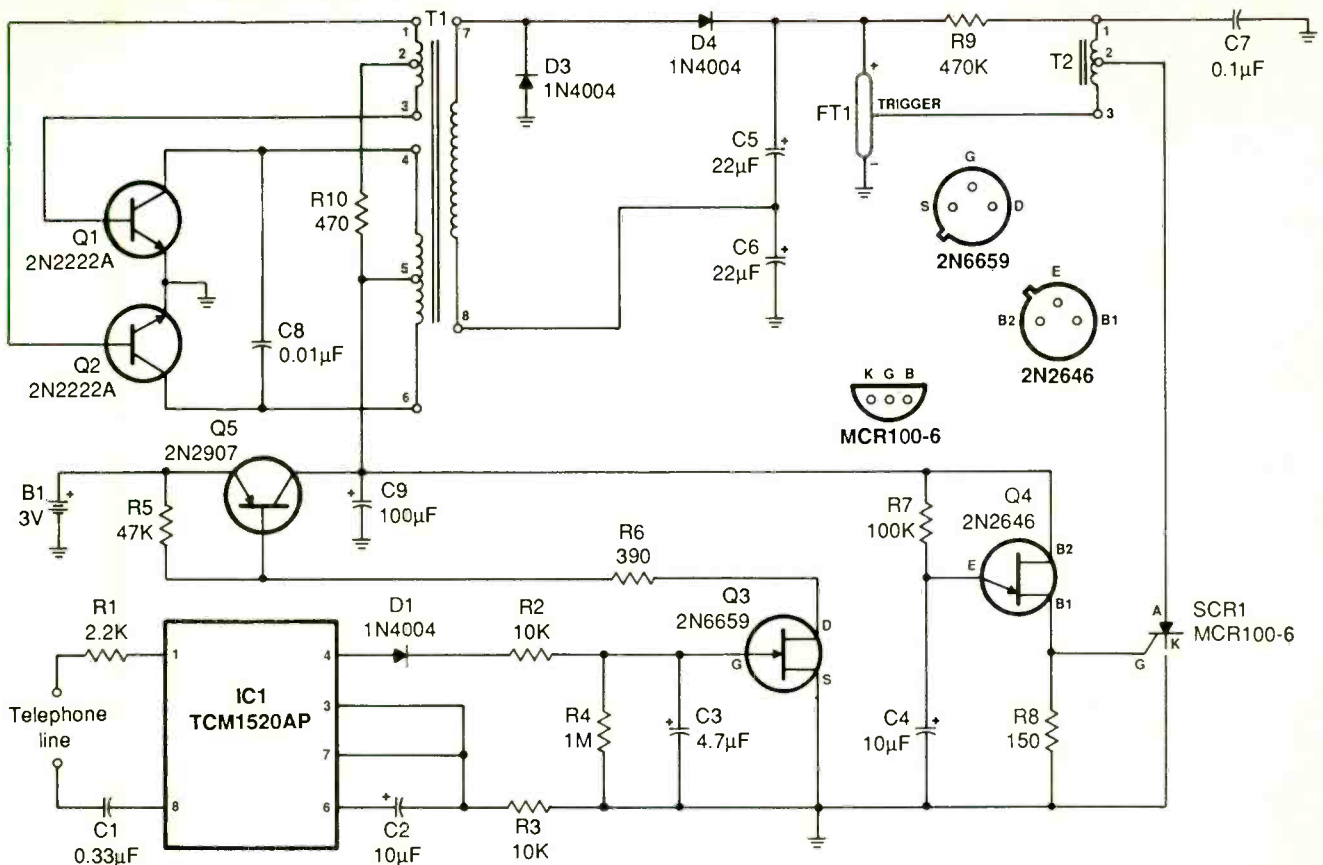 T1
1
2
3
4
5
6
7
8
D3
1N4004
D4
1N4004
R9
470K
T2
1
2
3
C7
0.1µF
+
FT1
TRIGGER
−
C5
22µF
+
C6
22µF
+
R10
470
Q1
2N2222A
Q2
2N2222A
C8
0.01µF
G
S
D
2N6659
E
B2
B1
2N2646
K G B
MCR100-6
Q5
2N2907
B1
3V
+
R5
47K
+
C9
100µF
R6
390
R7
100K
Q4
2N2646
E
B2
B1
R1
2.2K
D1
1N4004
R2
10K
Q3
2N6659
D
G
S
A
K
G
SCR1
MCR100-6
Telephone
line
1
4
3
7
8
6
IC1
TCM1520AP
R4
1M
+
C3
4.7µF
C4
10µF
+
R8
150
C1
0.33µF
+
C2
10µF
R3
10K